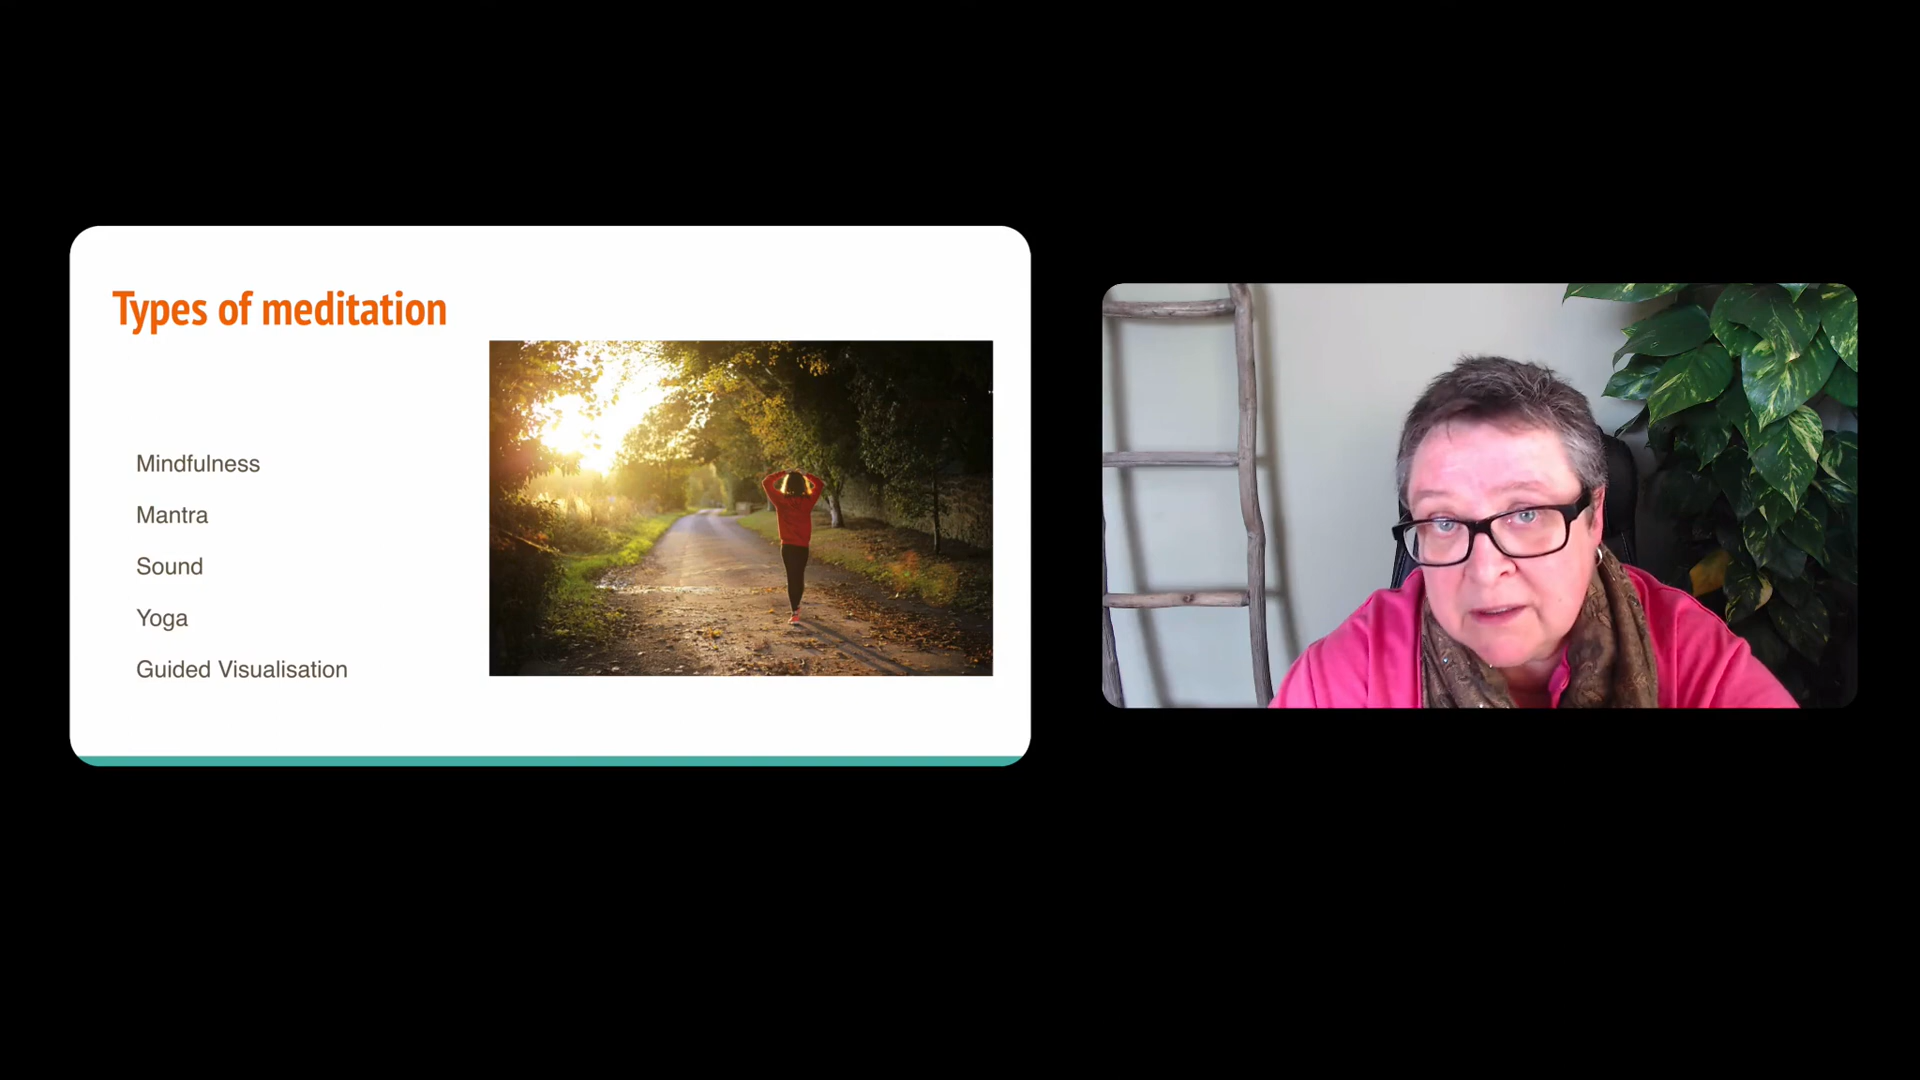 Types of meditation
Mindfulness
Mantra
Sound
Yoga
Guided Visualisation